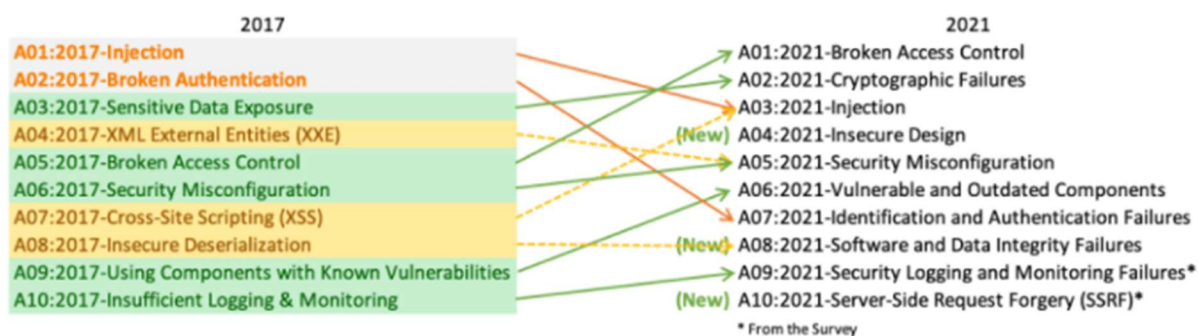 2017
A01:2017-Injection
A02:2017-Broken Authentication
A03:2017-Sensitive Data Exposure
A04:2017-XML External Entities (XXE)
A05:2017-Broken Access Control
A06:2017-Security Misconfiguration
A07:2017-Cross-Site Scripting (XSS)
A08:2017-Insecure Deserialization
A09:2017-Using Components with Known Vulnerabilities
A10:2017-Insufficient Logging & Monitoring
2021
A01:2021-Broken Access Control
A02:2021-Cryptographic Failures
A03:2021-Injection
(New) A04:2021-Insecure Design
A05:2021-Security Misconfiguration
A06:2021-Vulnerable and Outdated Components
A07:2021-Identification and Authentication Failures
(New) A08:2021-Software and Data Integrity Failures
A09:2021-Security Logging and Monitoring Failures*
(New) A10:2021-Server-Side Request Forgery (SSRF)*
* From the Survey